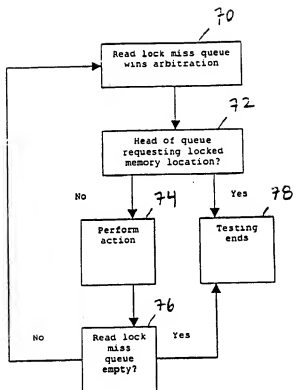 70
Read lock miss queue
wins arbitration
72
Head of queue
requesting locked
memory location?
No
74
Yes
78
Perform
action
Testing
ends
76
No
Read lock
miss
queue
empty?
Yes